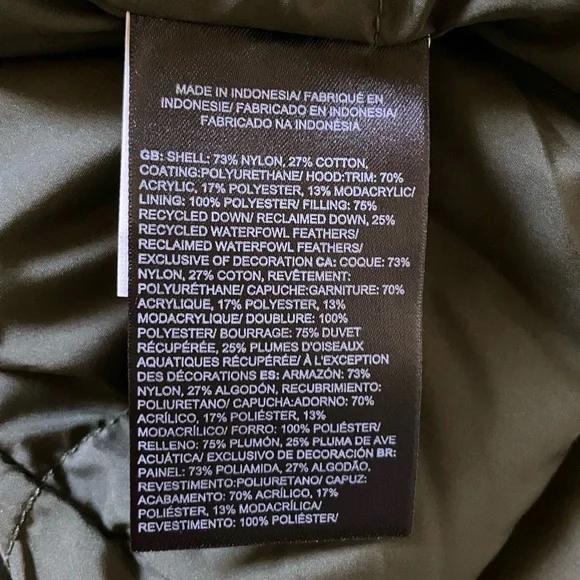 MADE IN INDONESIA/ FABRIQUÉ EN
INDONESIE/ FABRICADO EN INDONESIA/
FABRICADO NA INDONÉSIA
GB: SHELL: 73% NYLON, 27% COTTON,
COATING:POLYURETHANE/ HOOD:TRIM: 70%
ACRYLIC, 17% POLYESTER, 13% MODACRYLIC/
LINING: 100% POLYESTER/ FILLING: 75%
RECYCLED DOWN/ RECLAIMED DOWN, 25%
RECYCLED WATERFOWL FEATHERS/
RECLAIMED WATERFOWL FEATHERS/
EXCLUSIVE OF DECORATION CA: COQUE: 73%
NYLON, 27% COTON, REVÊTEMENT:
POLYURÉTHANE/ CAPUCHE:GARNITURE: 70%
ACRYLIQUE, 17% POLYESTER, 13%
MODACRYLIQUE/ DOUBLURE: 100%
POLYESTER/ BOURRAGE: 75% DUVET
RÉCUPÉRÉE, 25% PLUMES D'OISEAUX
AQUATIQUES RÉCUPÉRÉE/ À L'EXCEPTION
DES DÉCORATIONS ES: ARMAZÓN: 73%
NYLON, 27% ALGODÓN, RECUBRIMIENTO:
POLIURETANO/ CAPUCHA:ADORNO: 70%
ACRÍLICO, 17% POLIÉSTER, 13%
MODACRÍLICO/ FORRO: 100% POLIÉSTER/
RELLENO: 75% PLUMÓN, 25% PLUMA DE AVE
ACUÁTICA/ EXCLUSIVO DE DECORACIÓN BR:
PAINEL: 73% POLIAMIDA, 27% ALGODÃO,
REVESTIMENTO:POLIURETANO/ CAPUZ:
ACABAMENTO: 70% ACRÍLICO, 17%
POLIÉSTER, 13% MODACRÍLICO/
REVESTIMENTO: 100% POLIÉSTER/